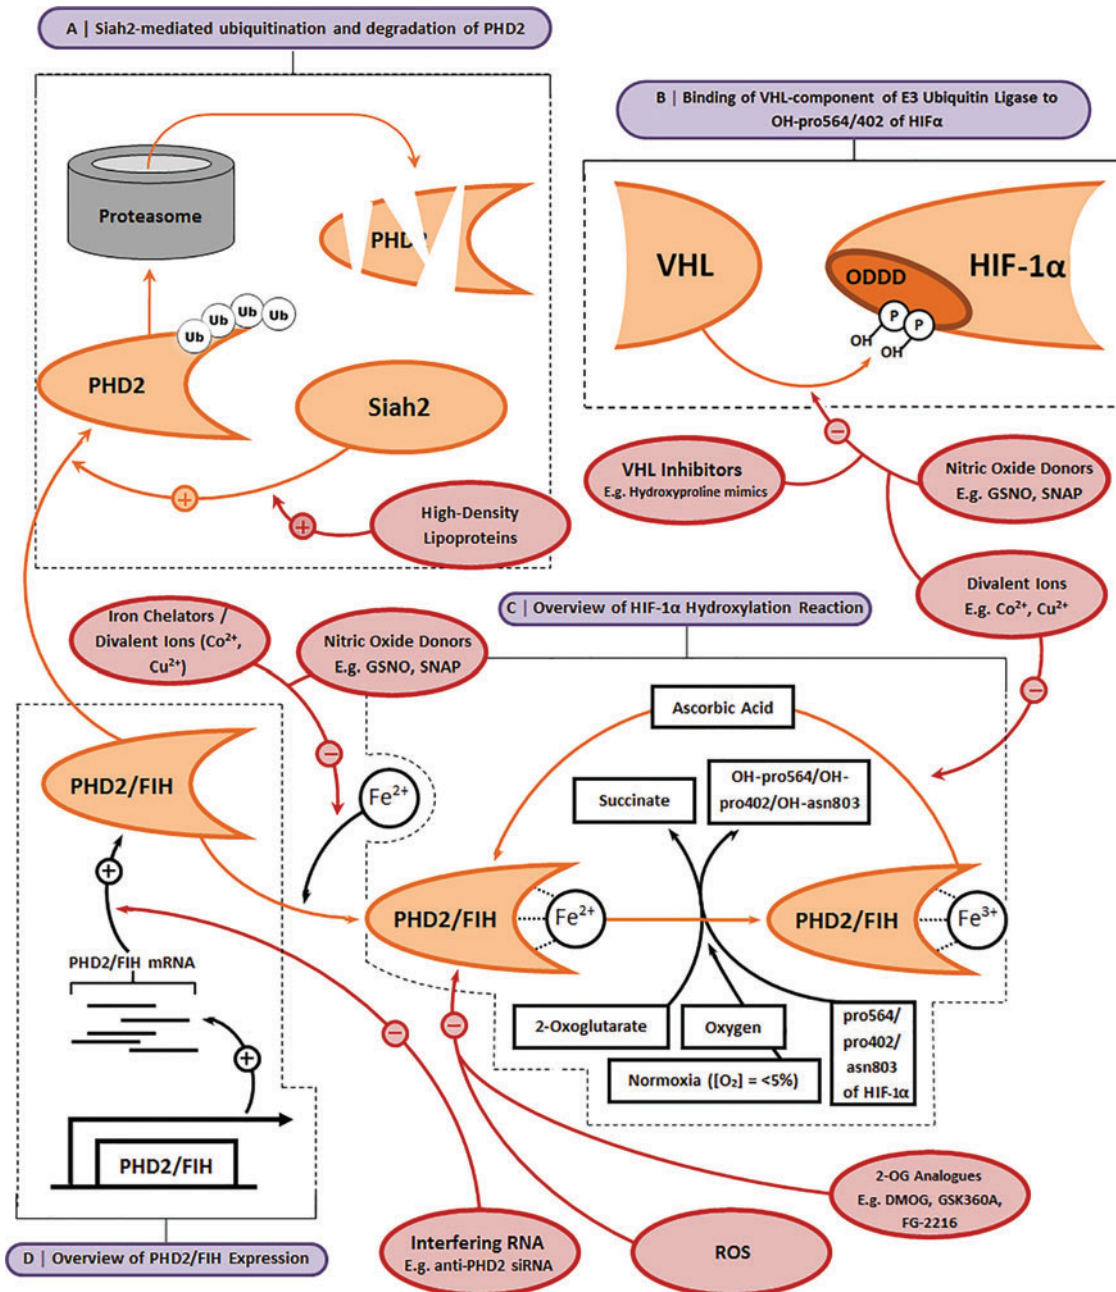 A | Siah2-mediated ubiquitination and degradation of PHD2
Proteasome
PHD2
Ub
Ub
Ub
Ub
PHD2
Siah2
+
+
High-Density
Lipoproteins
B | Binding of VHL-component of E3 Ubiquitin Ligase to
OH-pro564/402 of HIFα
VHL
HIF-1α
ODDD
P
P
OH
OH
−
VHL Inhibitors
E.g. Hydroxyproline mimics
Nitric Oxide Donors
E.g. GSNO, SNAP
Divalent Ions
E.g. Co²⁺, Cu²⁺
−
C | Overview of HIF-1α Hydroxylation Reaction
Iron Chelators /
Divalent Ions (Co²⁺,
Cu²⁺)
Nitric Oxide Donors
E.g. GSNO, SNAP
−
Fe²⁺
Ascorbic Acid
Succinate
OH-pro564/OH-
pro402/OH-asn803
PHD2/FIH
Fe²⁺
PHD2/FIH
Fe³⁺
2-Oxoglutarate
Oxygen
Normoxia ([O₂] = <5%)
pro564/
pro402/
asn803
of HIF-1α
−
PHD2/FIH
+
PHD2/FIH mRNA
+
PHD2/FIH
−
D | Overview of PHD2/FIH Expression
Interfering RNA
E.g. anti-PHD2 siRNA
ROS
2-OG Analogues
E.g. DMOG, GSK360A,
FG-2216